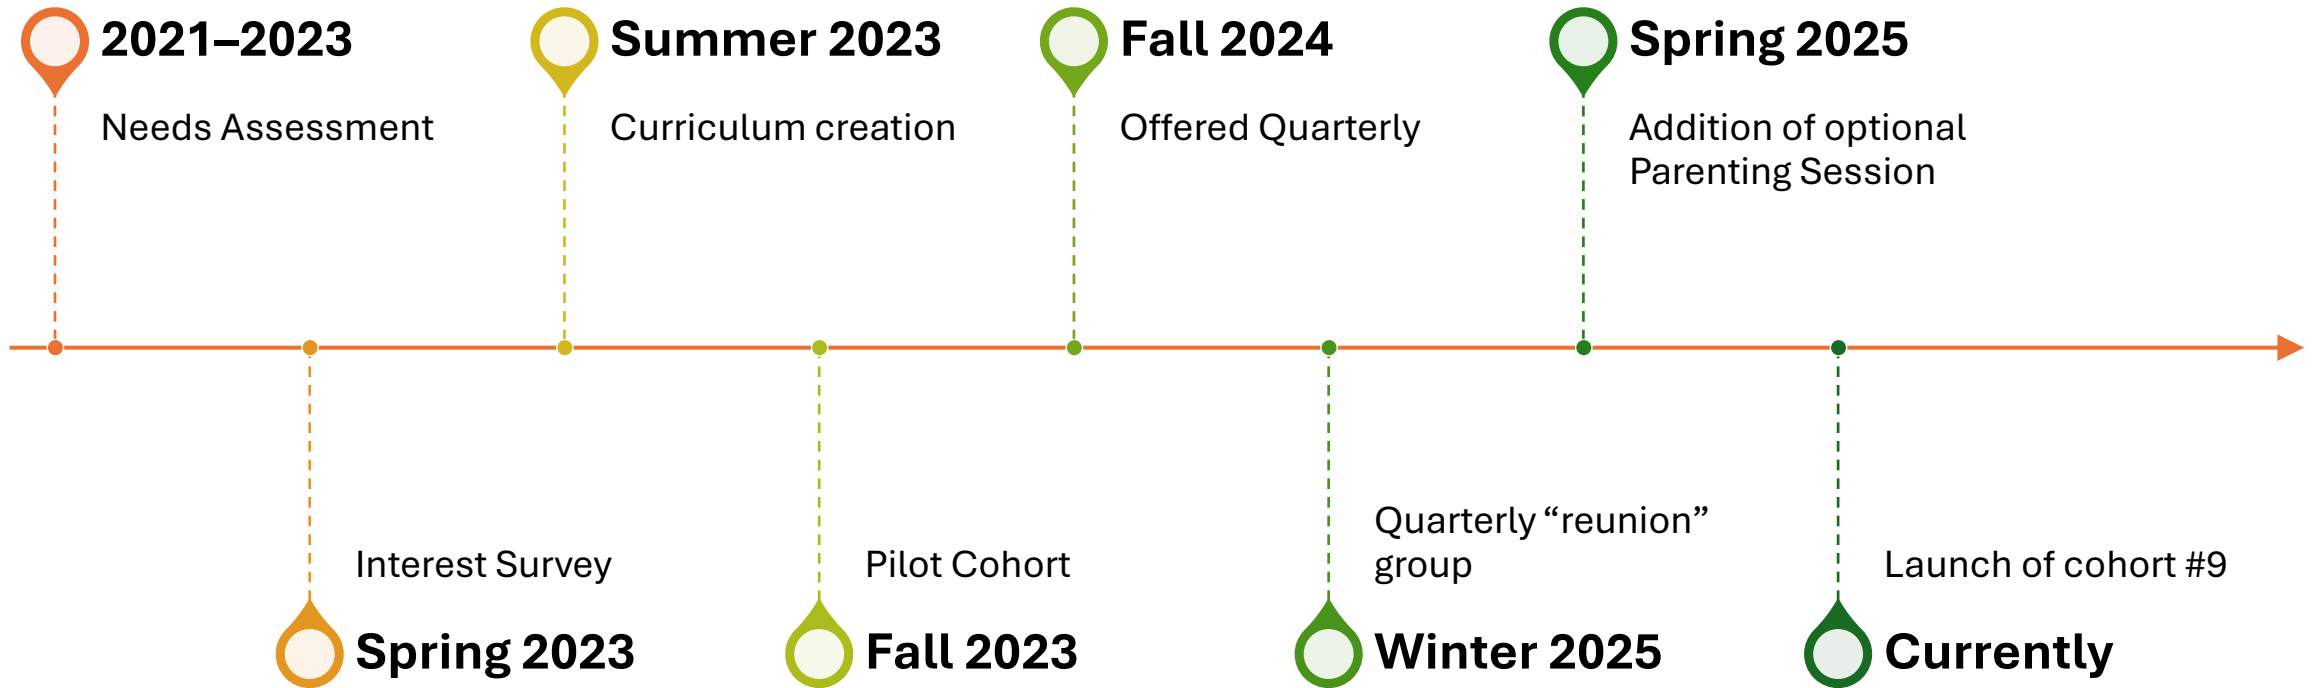 2021–2023
Needs Assessment
Spring 2023
Interest Survey
Summer 2023
Curriculum creation
Fall 2023
Pilot Cohort
Fall 2024
Offered Quarterly
Winter 2025
Quarterly “reunion”
group
Spring 2025
Addition of optional
Parenting Session
Currently
Launch of cohort #9